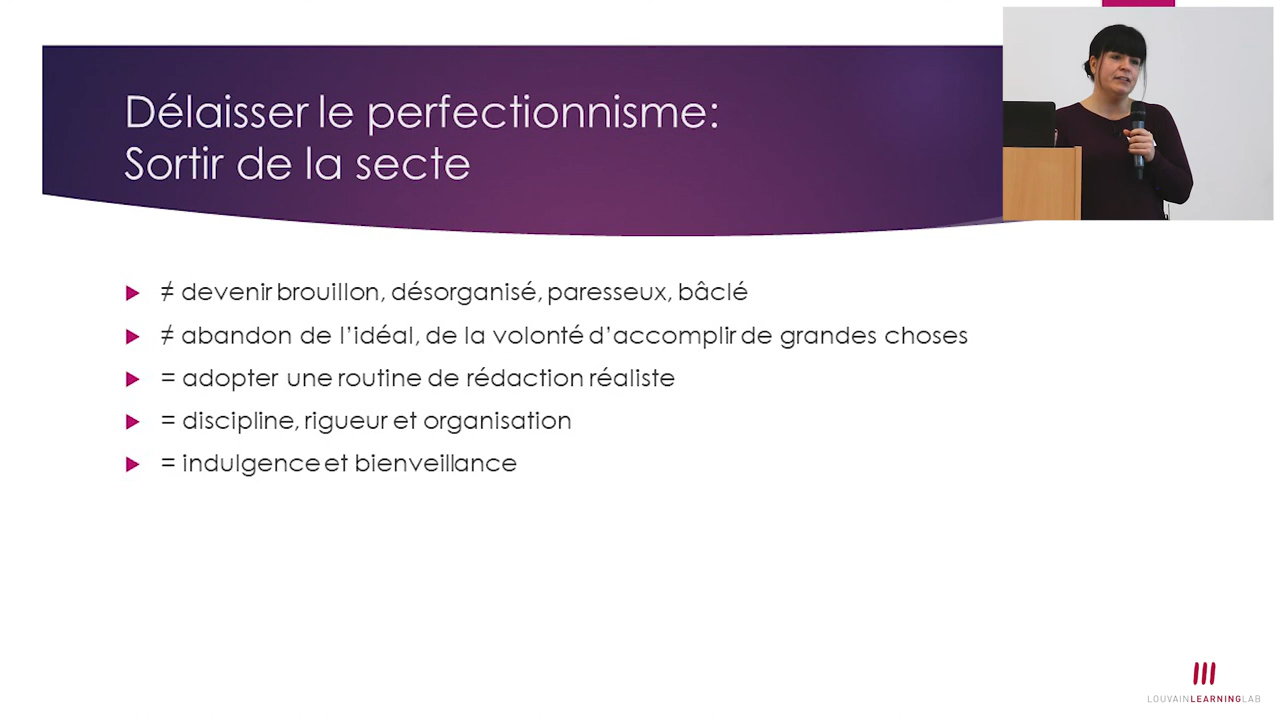 Délaisser le perfectionnisme:
Sortir de la secte
≠ devenir brouillon, désorganisé, paresseux, bâclé
≠ abandon de l’idéal, de la volonté d’accomplir de grandes choses
= adopter une routine de rédaction réaliste
= discipline, rigueur et organisation
= indulgence et bienveillance
LOUVAINLEARNINGLAB